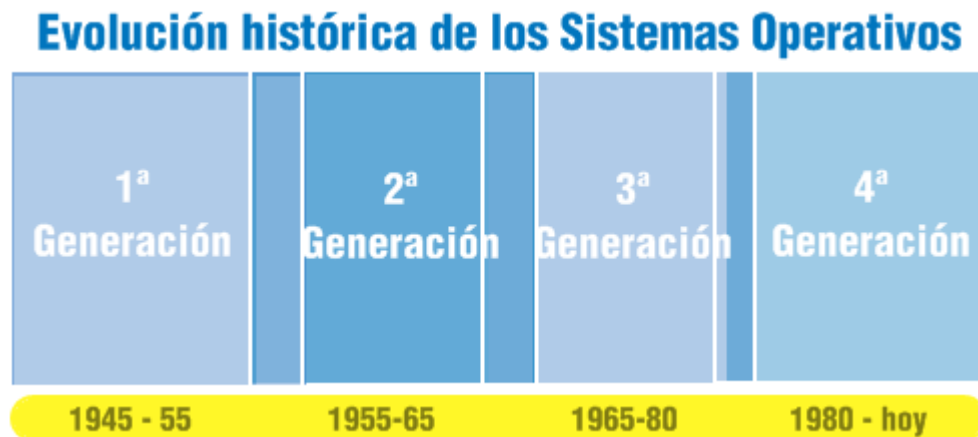 Evolución histórica de los Sistemas Operativos
1ª
Generación
2ª
Generación
3ª
Generación
4ª
Generación
1945 - 55
1955-65
1965-80
1980 - hoy